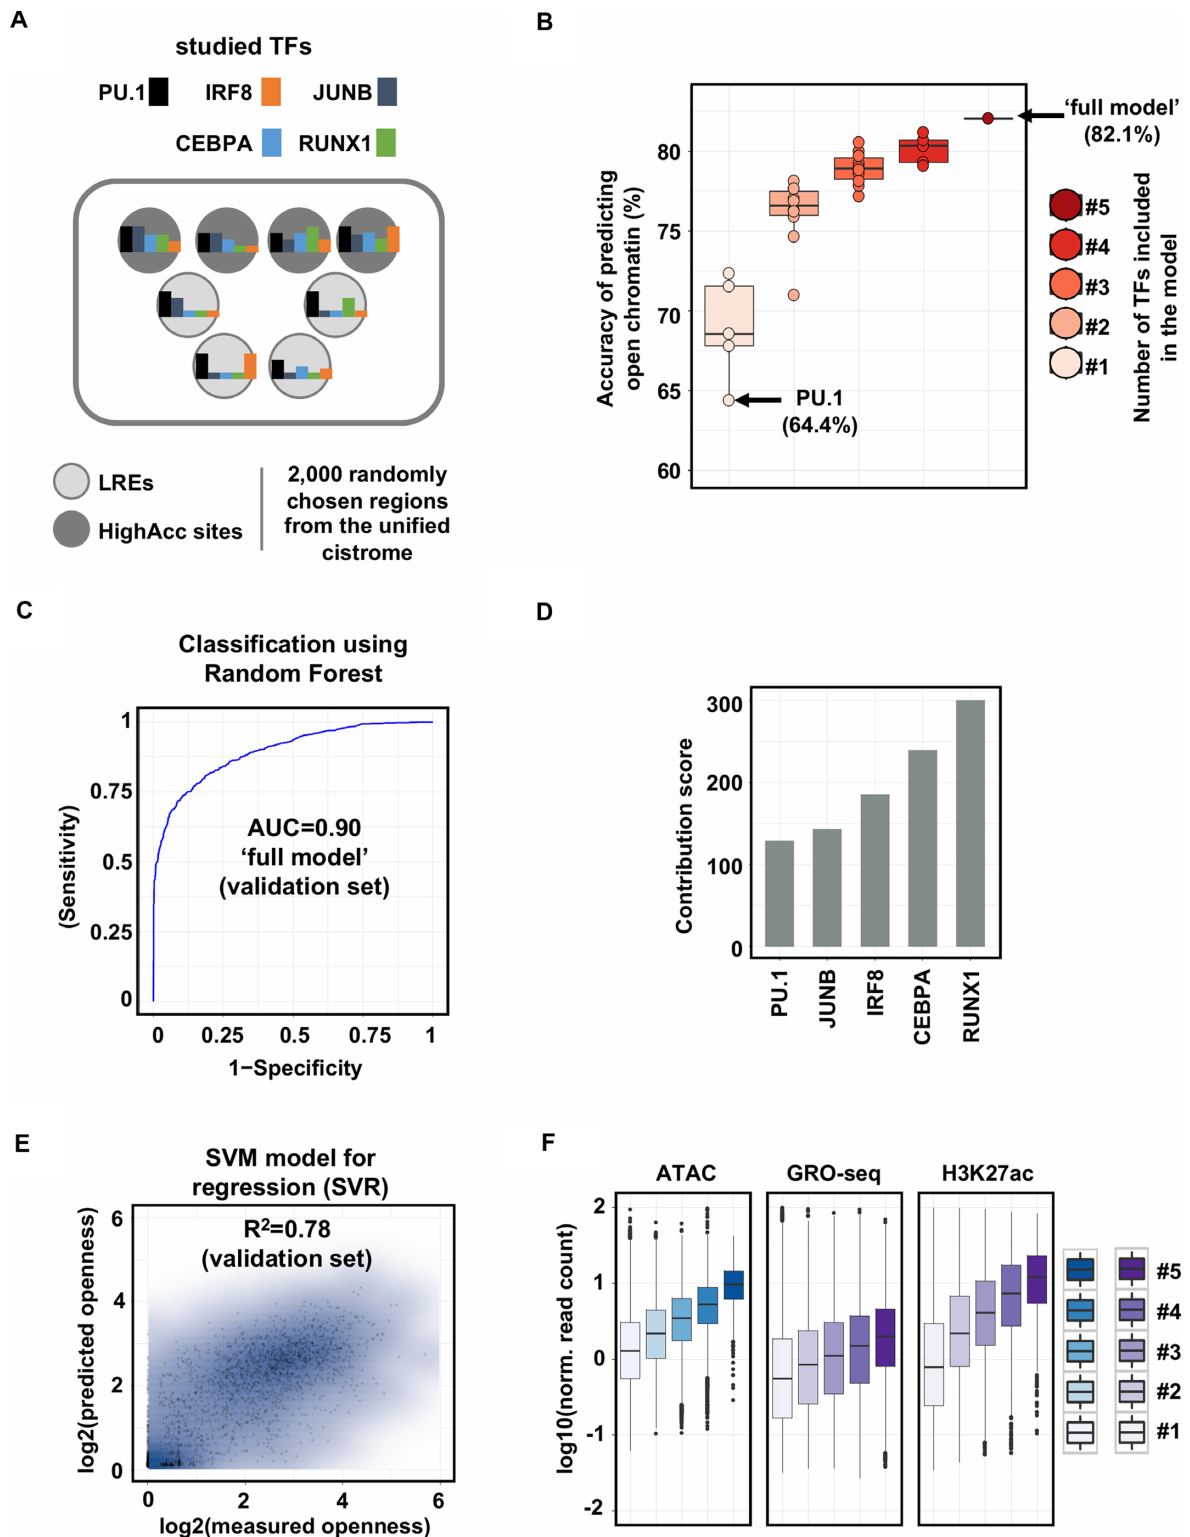 A
studied TFs
PU.1 IRF8 JUNB
CEBPA RUNX1
LREs
HighAcc sites
2,000 randomly
chosen regions
from the unified
cistrome
B
Accuracy of predicting
open chromatin (%)
80
75
70
65
60
'full model'
(82.1%)
PU.1
(64.4%)
#5
#4
#3
#2
#1
Number of TFs included
in the model
C
Classification using
Random Forest
(Sensitivity)
1
0.75
0.5
0.25
0
AUC=0.90
'full model'
(validation set)
0 0.25 0.5 0.75 1
1−Specificity
D
Contribution score
300
200
100
0
PU.1
JUNB
IRF8
CEBPA
RUNX1
E
SVM model for
regression (SVR)
R²=0.78
(validation set)
log2(predicted openness)
6
4
2
0
0 2 4 6
log2(measured openness)
F
ATAC GRO-seq H3K27ac
log10(norm. read count)
2
1
0
-1
-2
#5
#4
#3
#2
#1